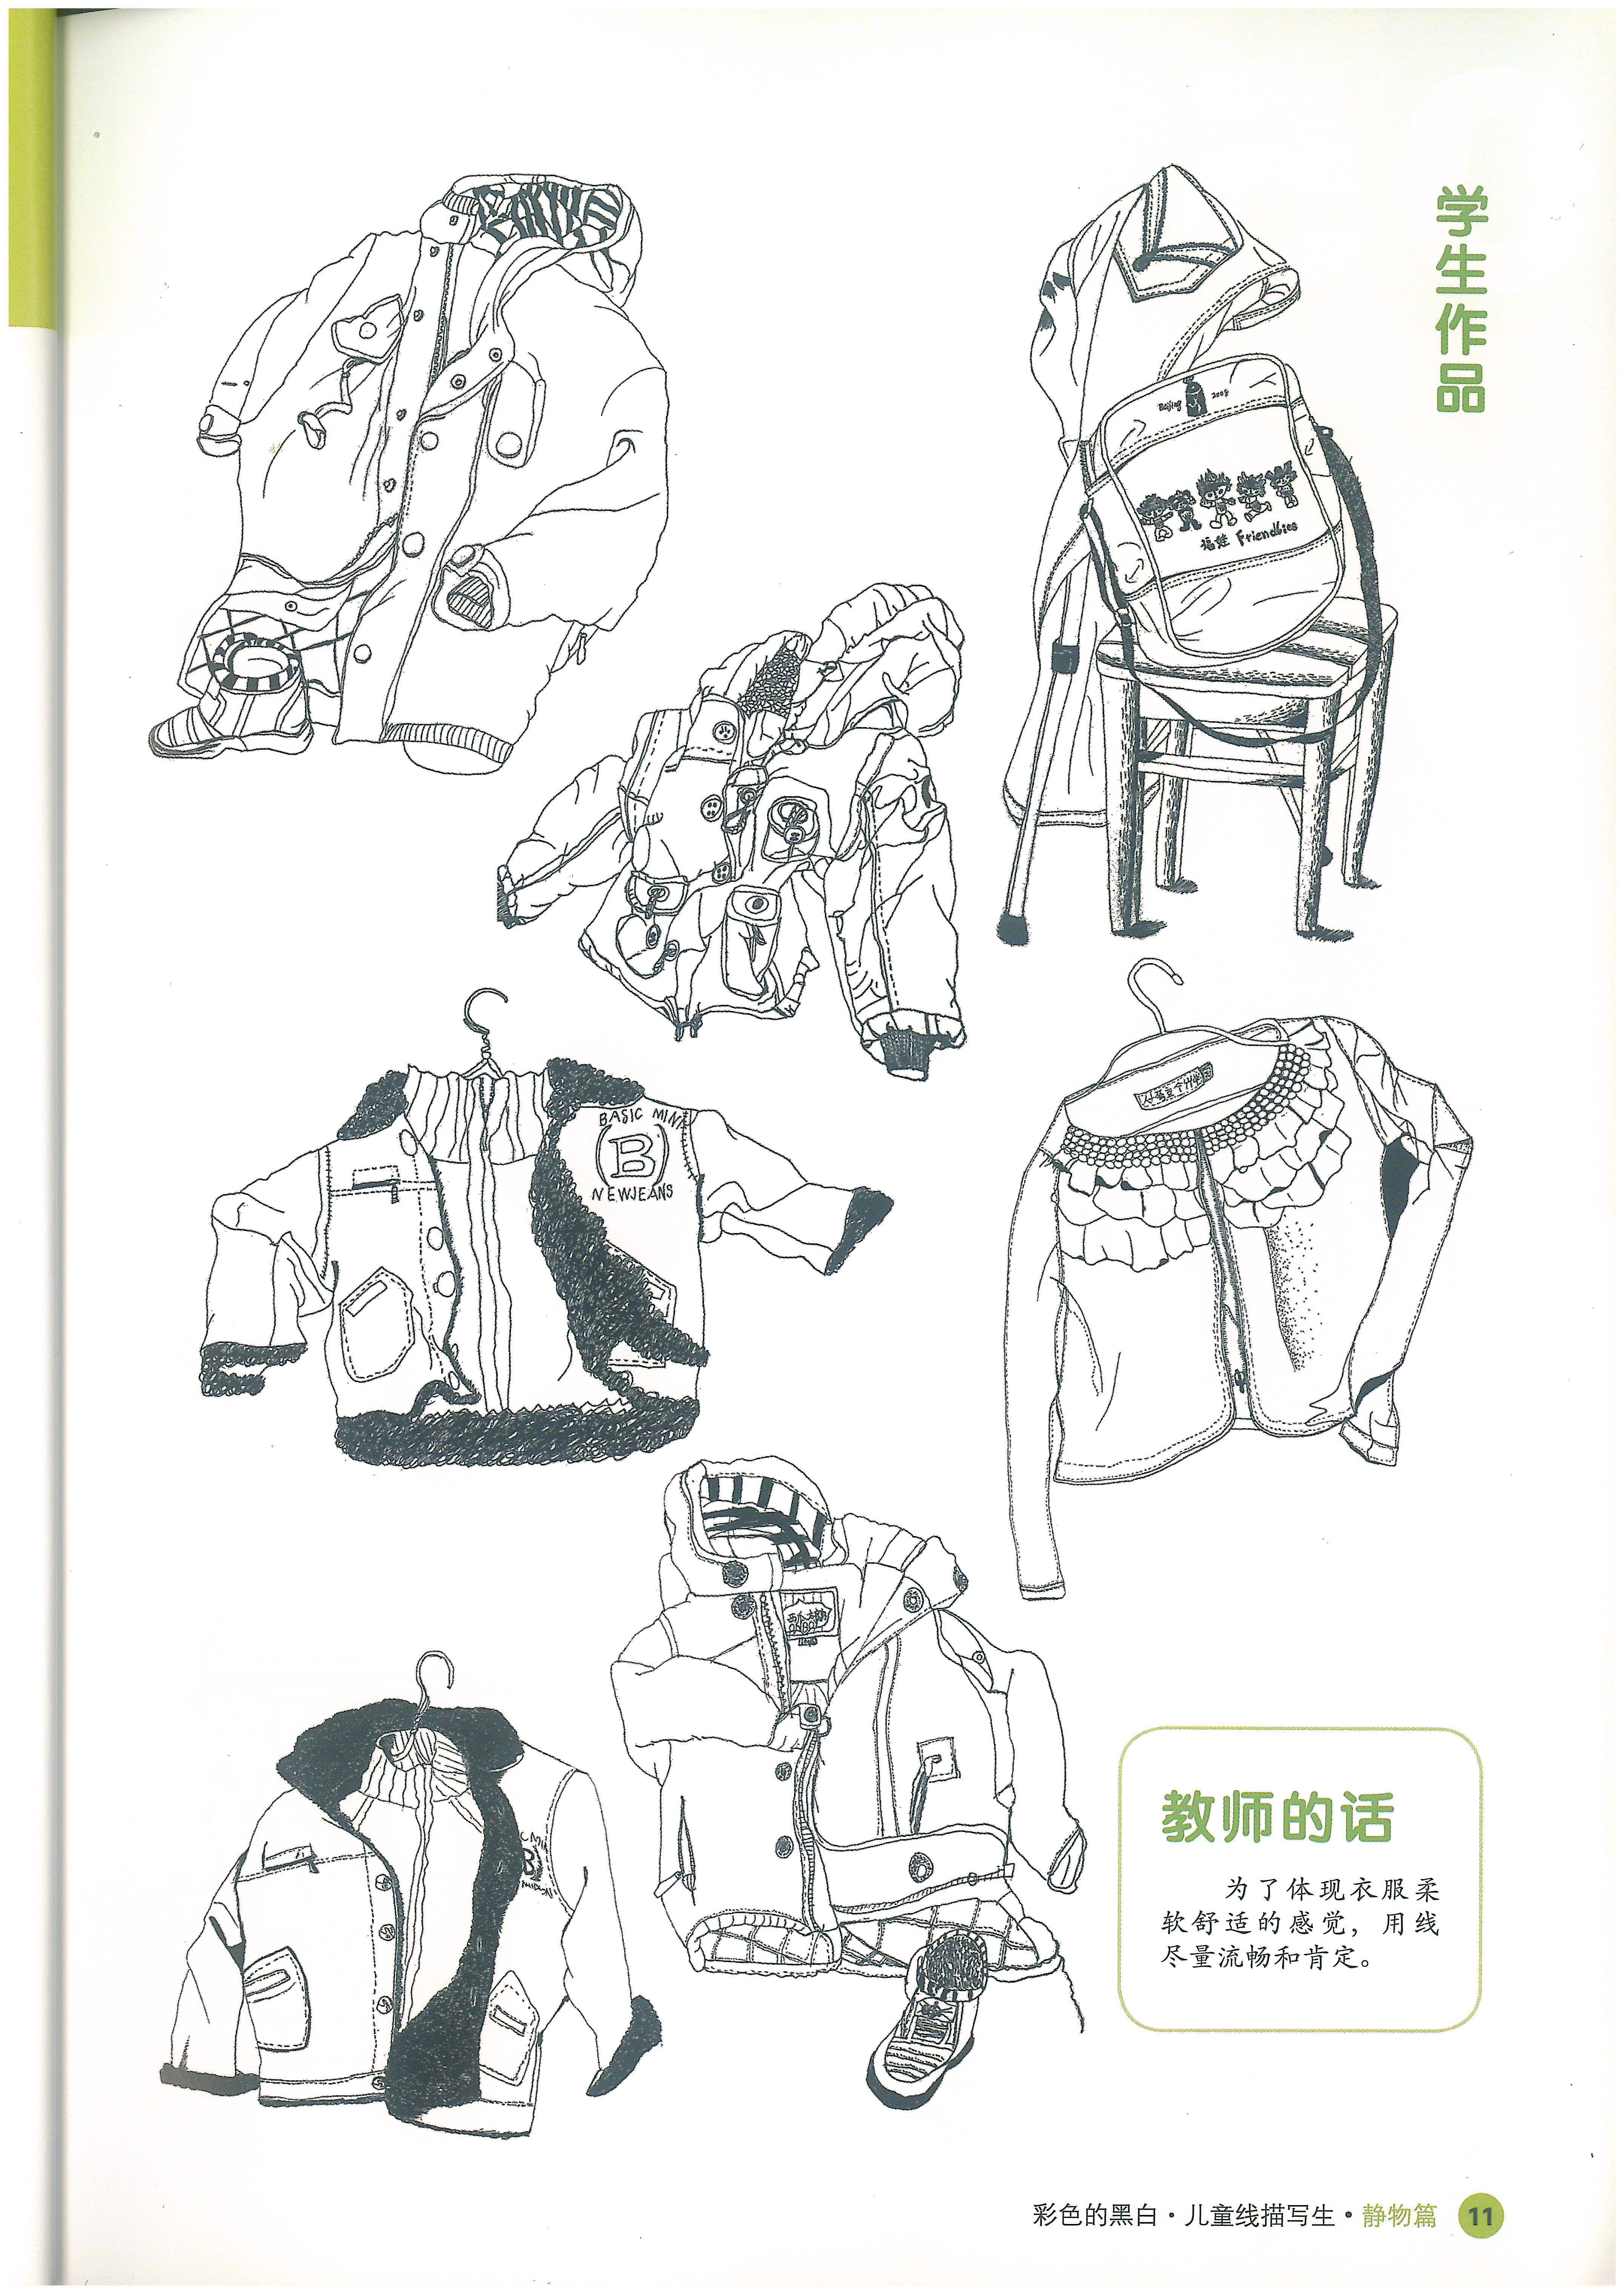 学生作品
Beijing 2008
福娃 Friendlies
BASIC MINI
B
NEWJEANS
B
教师的话
为了体现衣服柔
软舒适的感觉，用线
尽量流畅和肯定。
彩色的黑白·儿童线描写生·静物篇 11